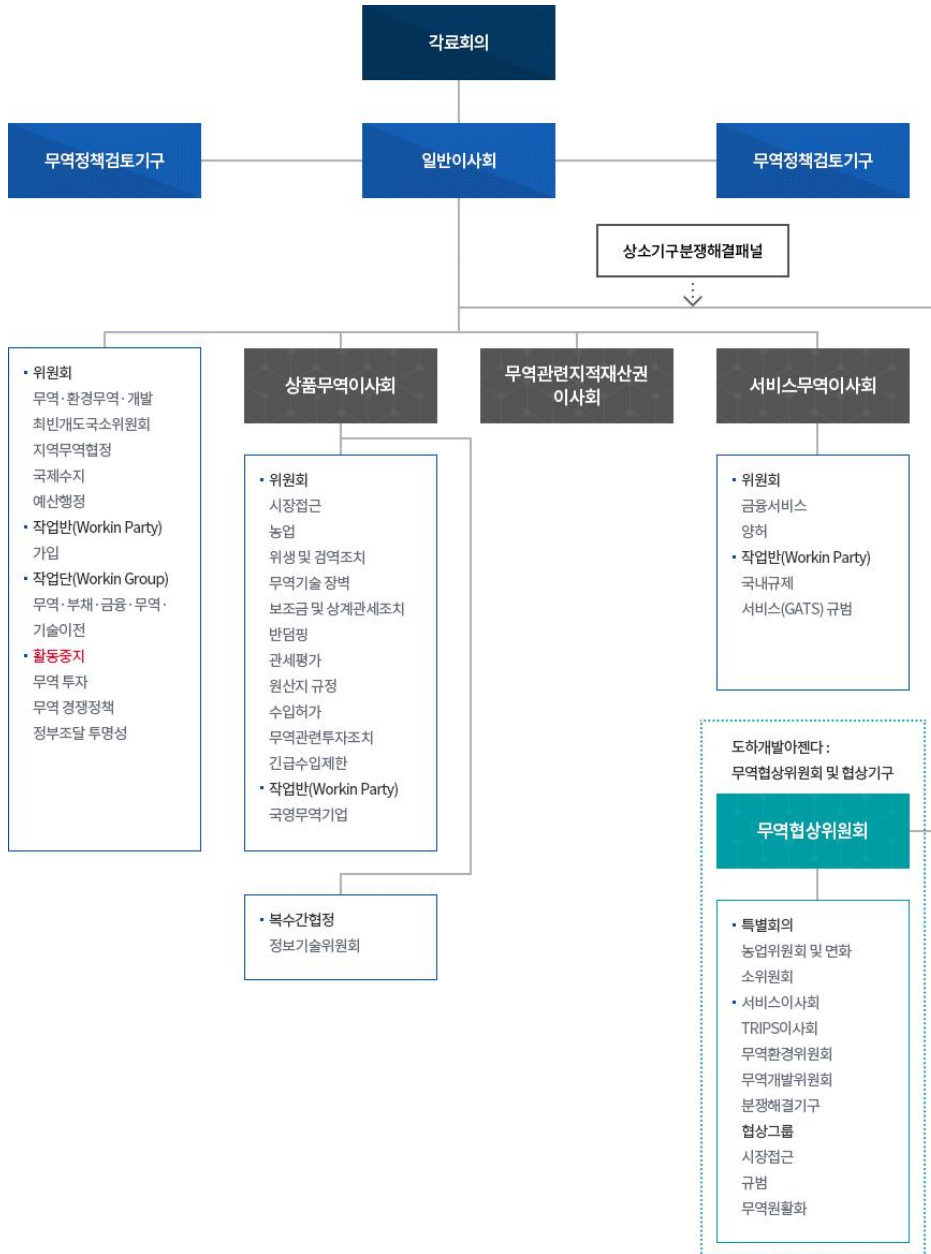 각료회의
무역정책검토기구
일반이사회
무역정책검토기구
상소기구분쟁해결패널
• 위원회
무역·환경무역·개발
최빈개도국소위원회
지역무역협정
국제수지
예산행정
• 작업반(Workin Party)
가입
• 작업단(Workin Group)
무역·부채·금융·무역·
기술이전
• 활동중지
무역 투자
무역 경쟁정책
정부조달 투명성
상품무역이사회
• 위원회
시장접근
농업
위생 및 검역조치
무역기술 장벽
보조금 및 상계관세조치
반덤핑
관세평가
원산지 규정
수입허가
무역관련투자조치
긴급수입제한
• 작업반(Workin Party)
국영무역기업
• 복수간협정
정보기술위원회
무역관련지적재산권
이사회
서비스무역이사회
• 위원회
금융서비스
양허
• 작업반(Workin Party)
국내규제
서비스(GATS) 규범
도하개발아젠다 :
무역협상위원회 및 협상기구
무역협상위원회
• 특별회의
농업위원회 및 면화
소위원회
• 서비스이사회
TRIPS이사회
무역환경위원회
무역개발위원회
분쟁해결기구
협상그룹
시장접근
규범
무역원활화